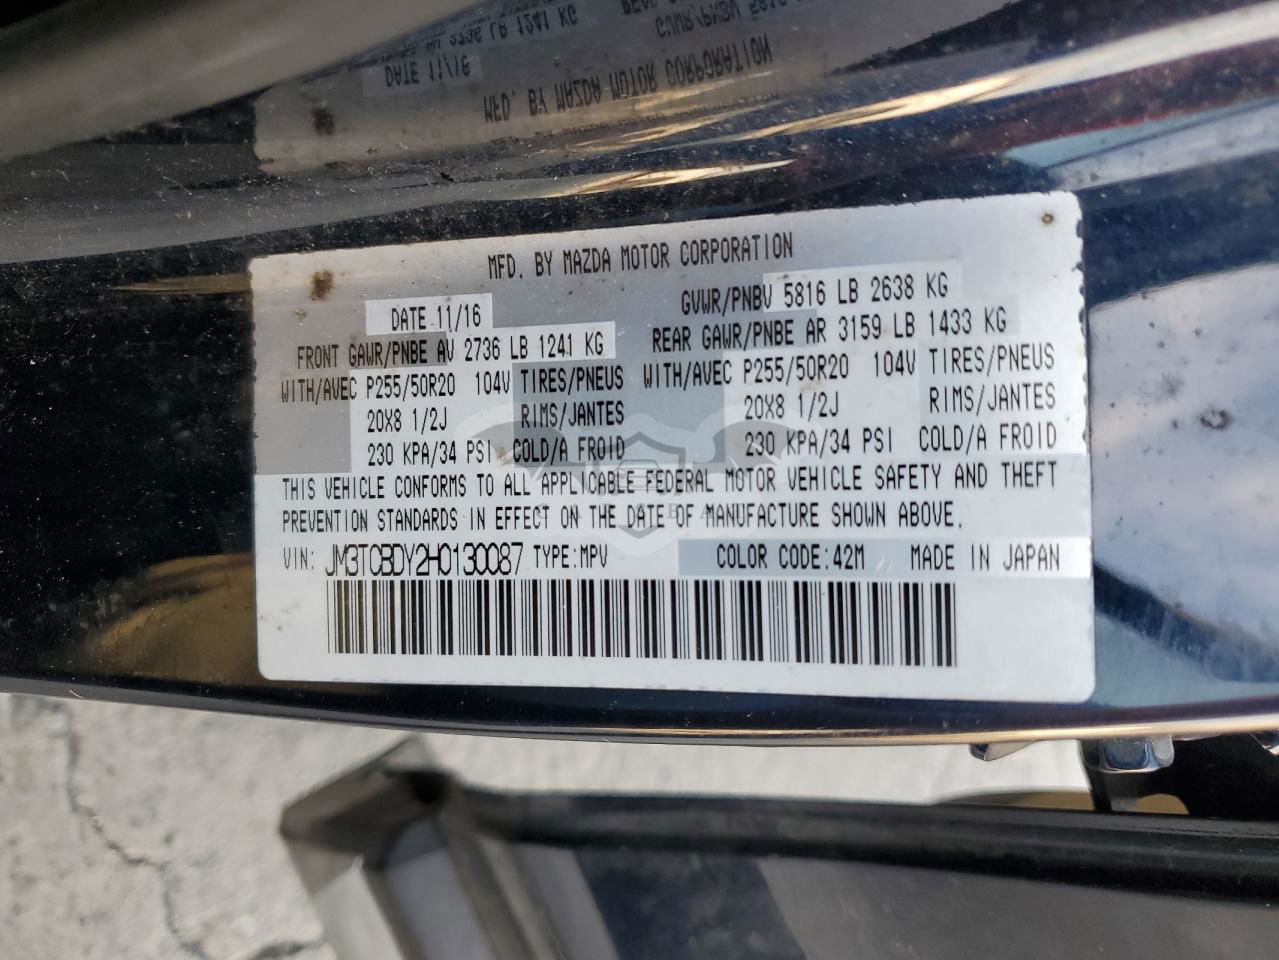 MFD. BY MAZDA MOTOR CORPORATION
DATE 11/16 GVWR/PNBV 5816 LB 2638 KG
FRONT GAWR/PNBE AV 2736 LB 1241 KG REAR GAWR/PNBE AR 3159 LB 1433 KG
WITH/AVEC P255/50R20 104V TIRES/PNEUS WITH/AVEC P255/50R20 104V TIRES/PNEUS
20X8 1/2J RIMS/JANTES 20X8 1/2J RIMS/JANTES
230 KPA/34 PSI COLD/A FROID 230 KPA/34 PSI COLD/A FROID
THIS VEHICLE CONFORMS TO ALL APPLICABLE FEDERAL MOTOR VEHICLE SAFETY AND THEFT
PREVENTION STANDARDS IN EFFECT ON THE DATE OF MANUFACTURE SHOWN ABOVE.
VIN: JM3TCBDY2H0130087 TYPE:MPV COLOR CODE:42M MADE IN JAPAN